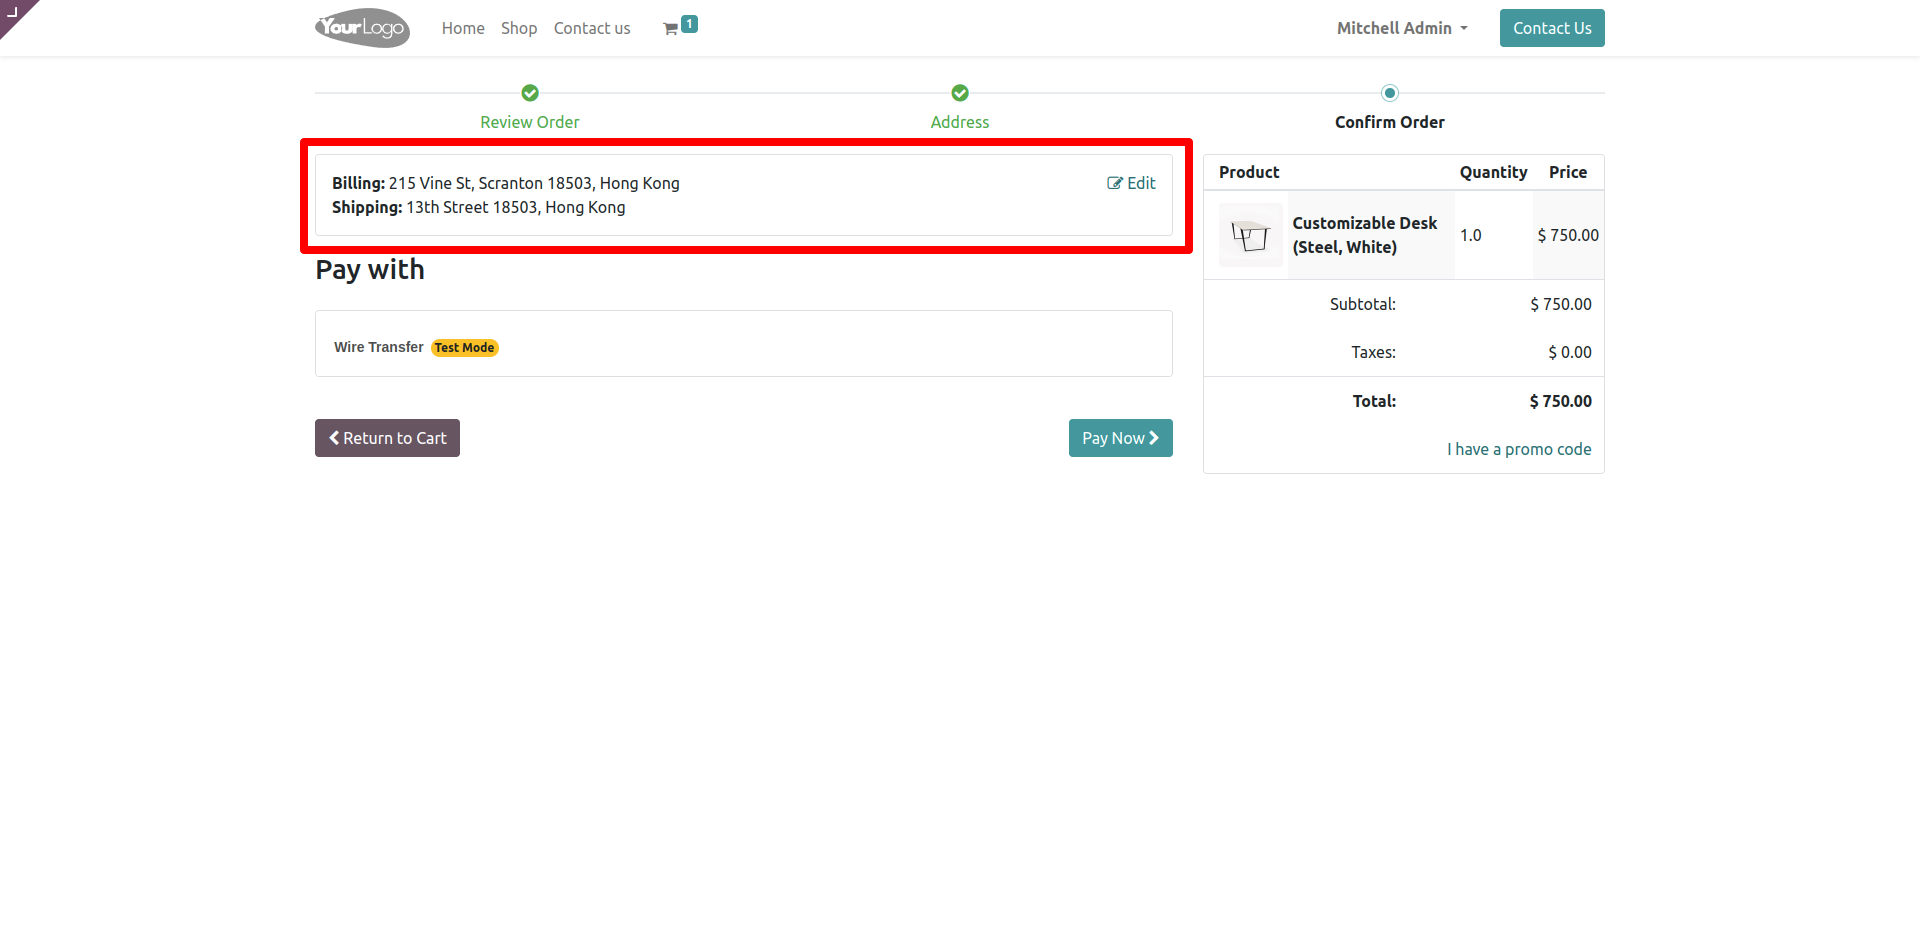 YourLogo
Home Shop Contact us 1
Mitchell Admin
Contact Us
Review Order
Address
Confirm Order
Billing: 215 Vine St, Scranton 18503, Hong Kong
Edit
Shipping: 13th Street 18503, Hong Kong
Pay with
Wire Transfer Test Mode
Return to Cart
Pay Now
Product Quantity Price
Customizable Desk
(Steel, White)
1.0
$ 750.00
Subtotal: $ 750.00
Taxes: $ 0.00
Total: $ 750.00
I have a promo code